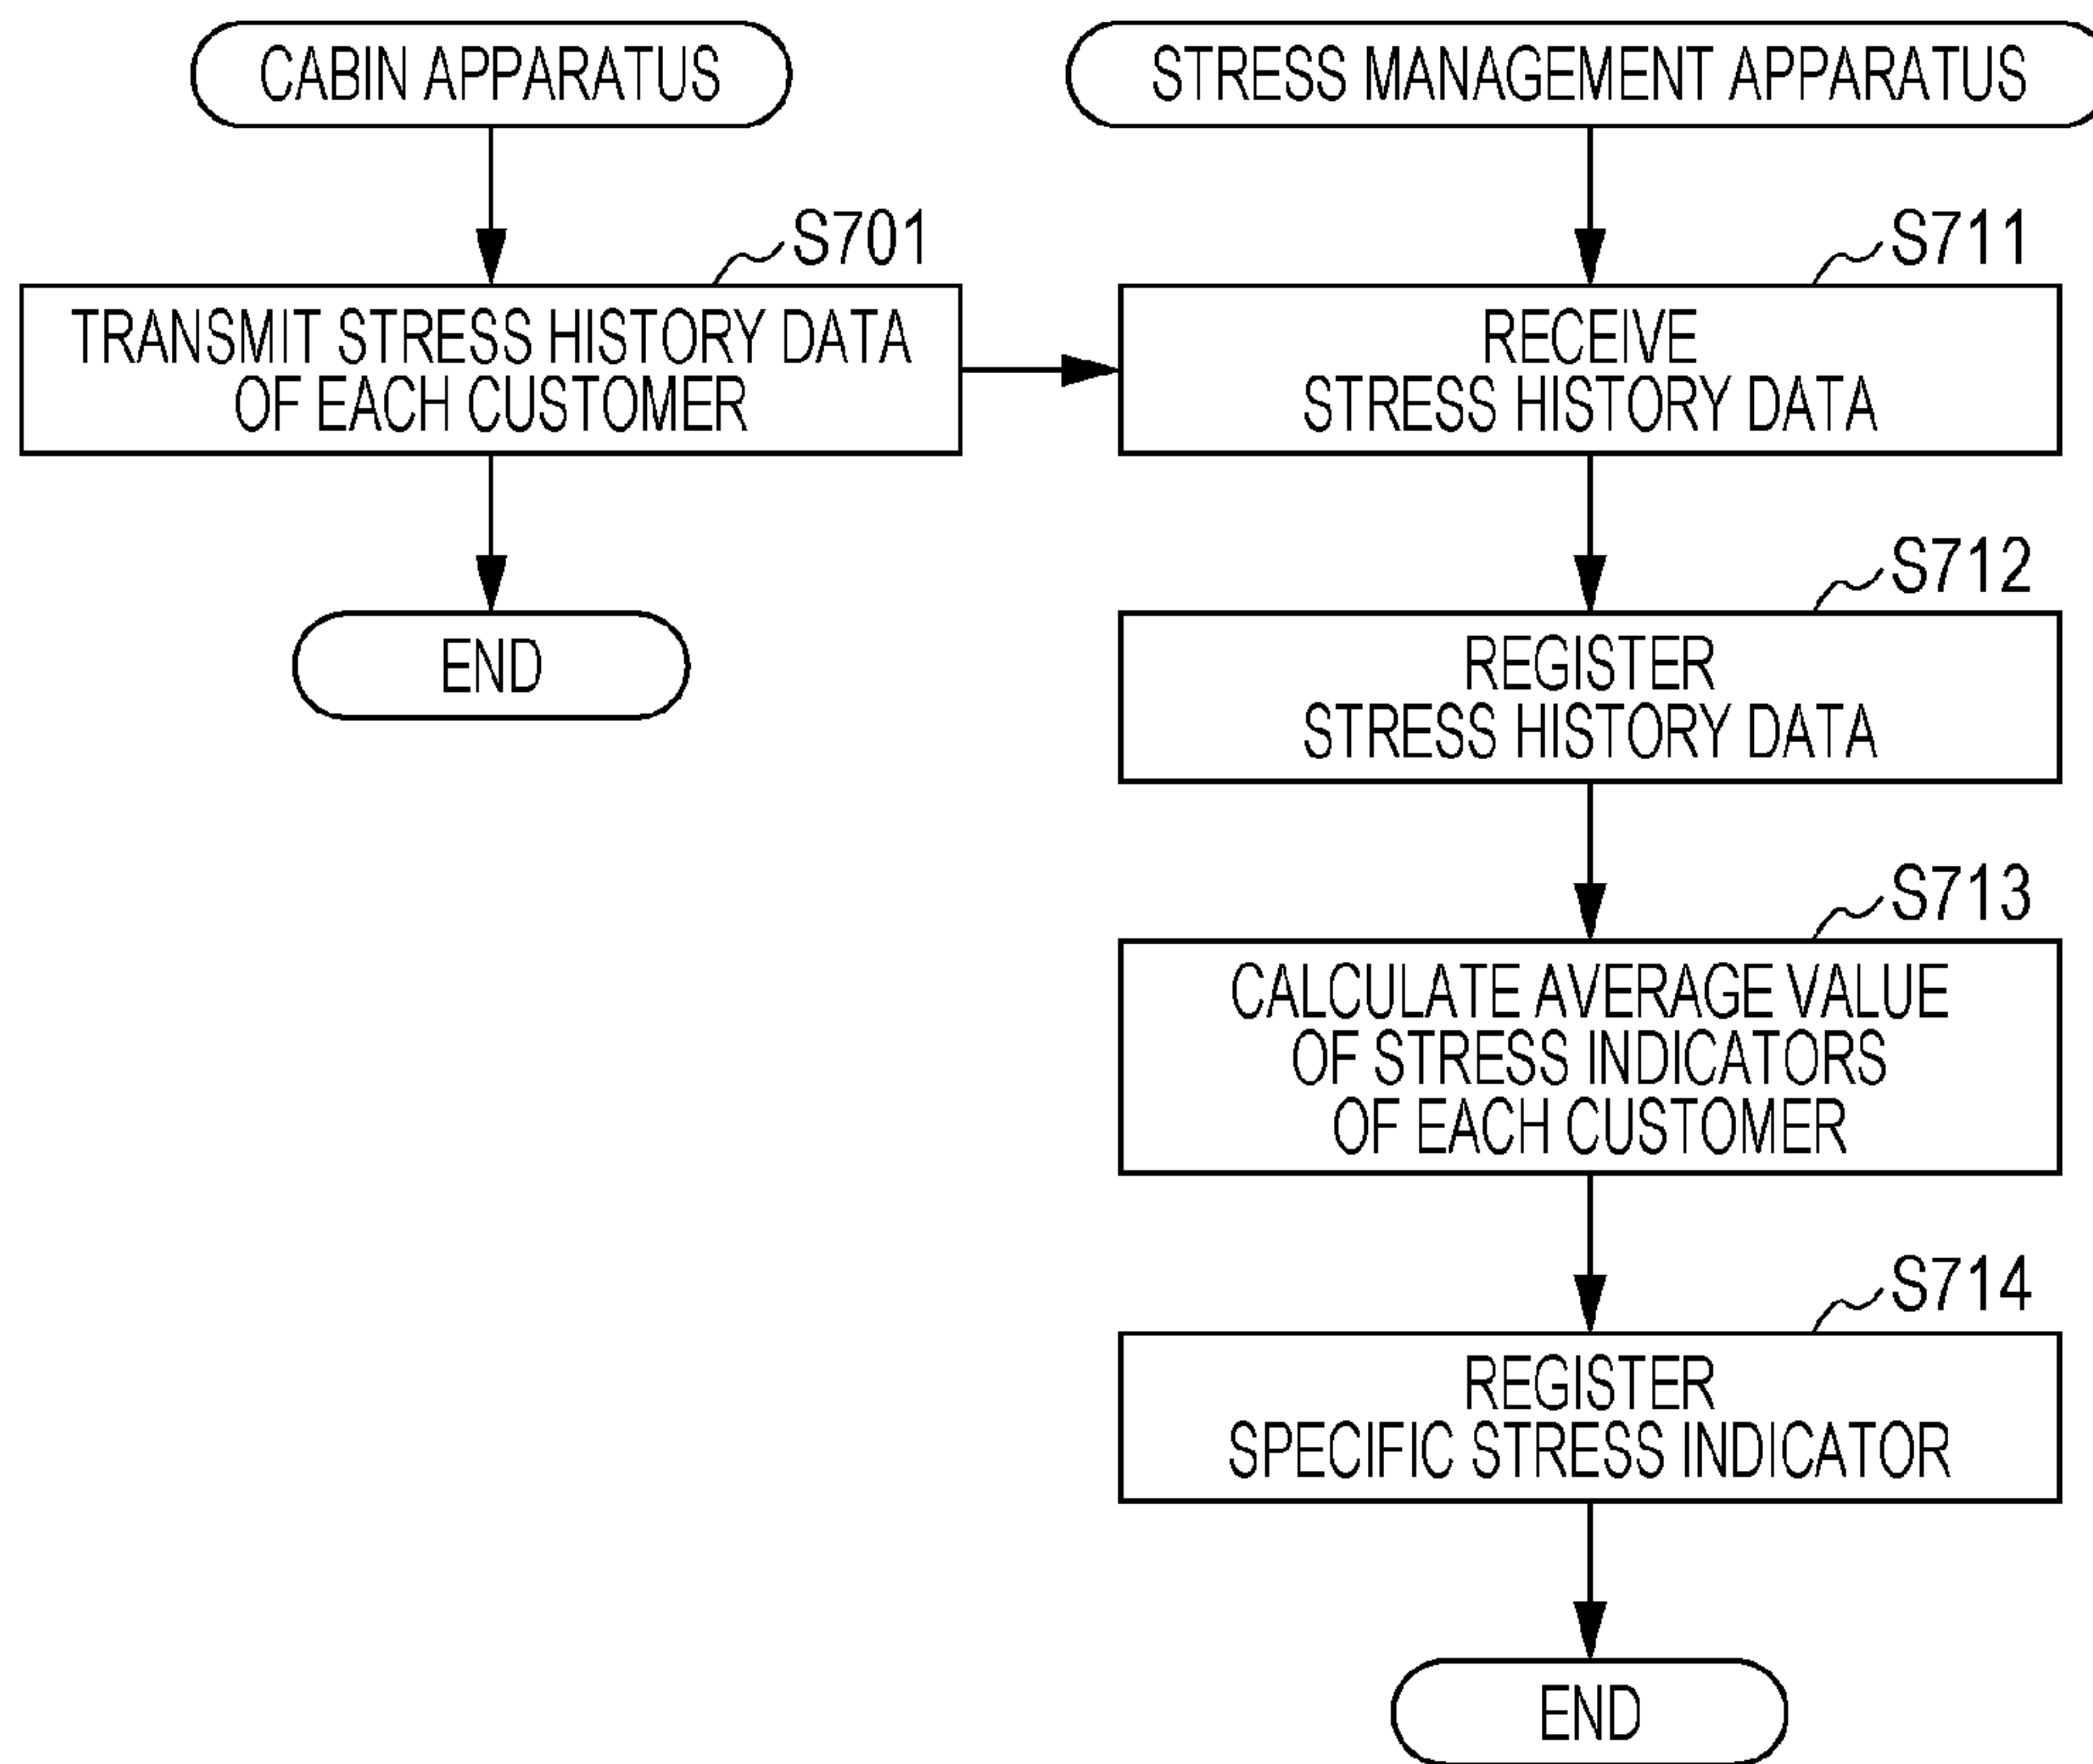 CABIN APPARATUS
S701
TRANSMIT STRESS HISTORY DATA
OF EACH CUSTOMER
END
STRESS MANAGEMENT APPARATUS
S711
RECEIVE
STRESS HISTORY DATA
S712
REGISTER
STRESS HISTORY DATA
S713
CALCULATE AVERAGE VALUE
OF STRESS INDICATORS
OF EACH CUSTOMER
S714
REGISTER
SPECIFIC STRESS INDICATOR
END